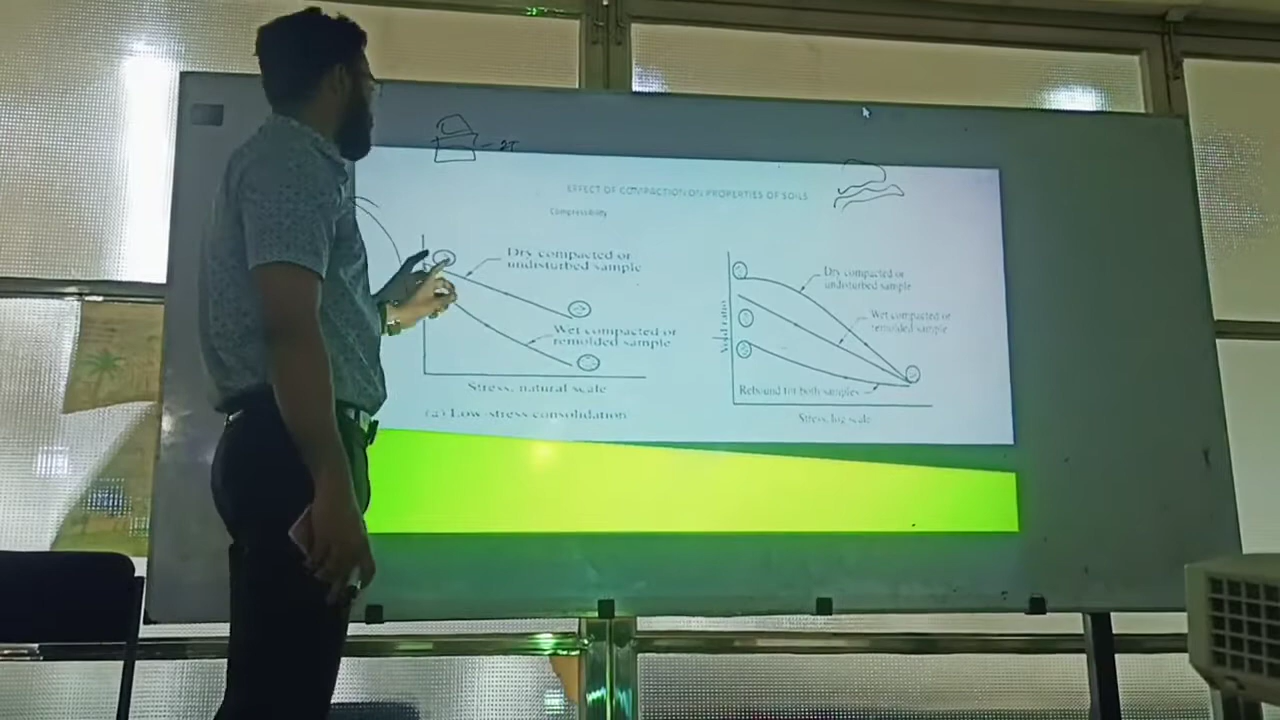 - 2T
EFFECT OF COMPACTION ON PROPERTIES OF SOILS
Compressibility
Dry compacted or
undisturbed sample
Wet compacted or
remolded sample
Stress, natural scale
(a) Low-stress consolidation
Void ratio
Dry compacted or
undisturbed sample
Wet compacted or
remolded sample
Rebound for both samples
Stress, log scale